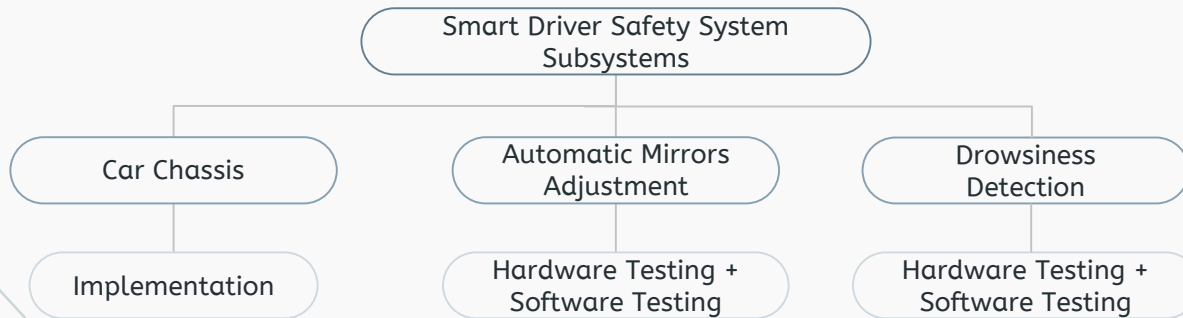 Smart Driver Safety System
Subsystems
Car Chassis
Automatic Mirrors
Adjustment
Drowsiness
Detection
Implementation
Hardware Testing +
Software Testing
Hardware Testing +
Software Testing